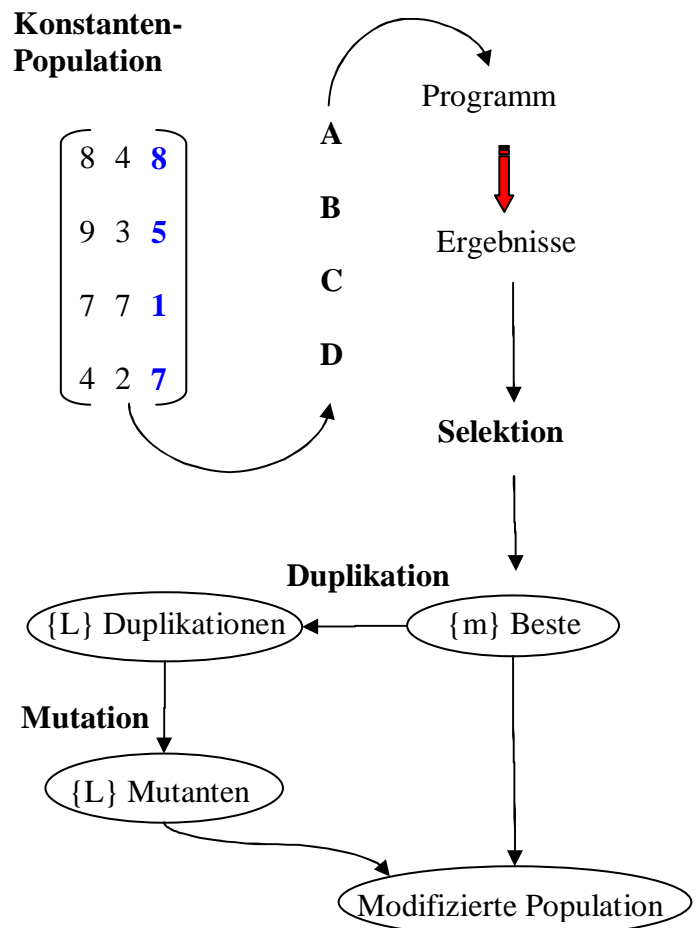 Konstanten-
Population
8 4 8
9 3 5
7 7 1
4 2 7
A
B
C
D
Programm
Ergebnisse
Selektion
Duplikation
{L} Duplikationen
{m} Beste
Mutation
{L} Mutanten
Modifizierte Population